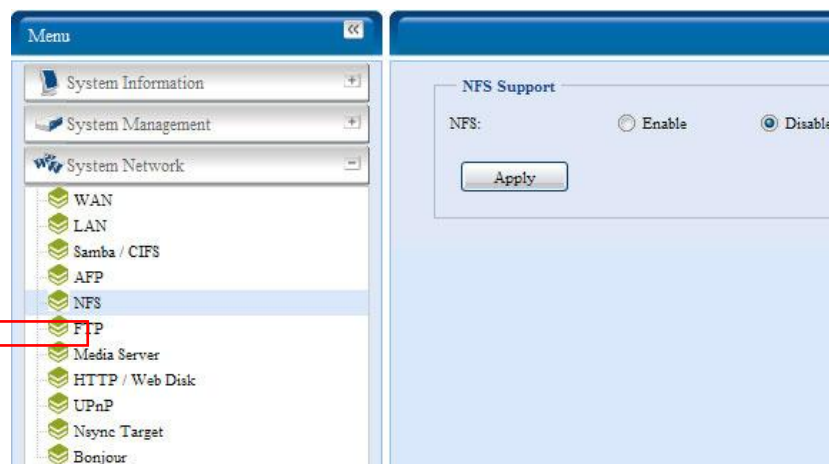 Menu
System Information
System Management
System Network
WAN
LAN
Samba / CIFS
AFP
NFS
FTP
Media Server
HTTP / Web Disk
UPnP
Nsync Target
Bonjour
NFS Support
NFS: Enable Disable
Apply